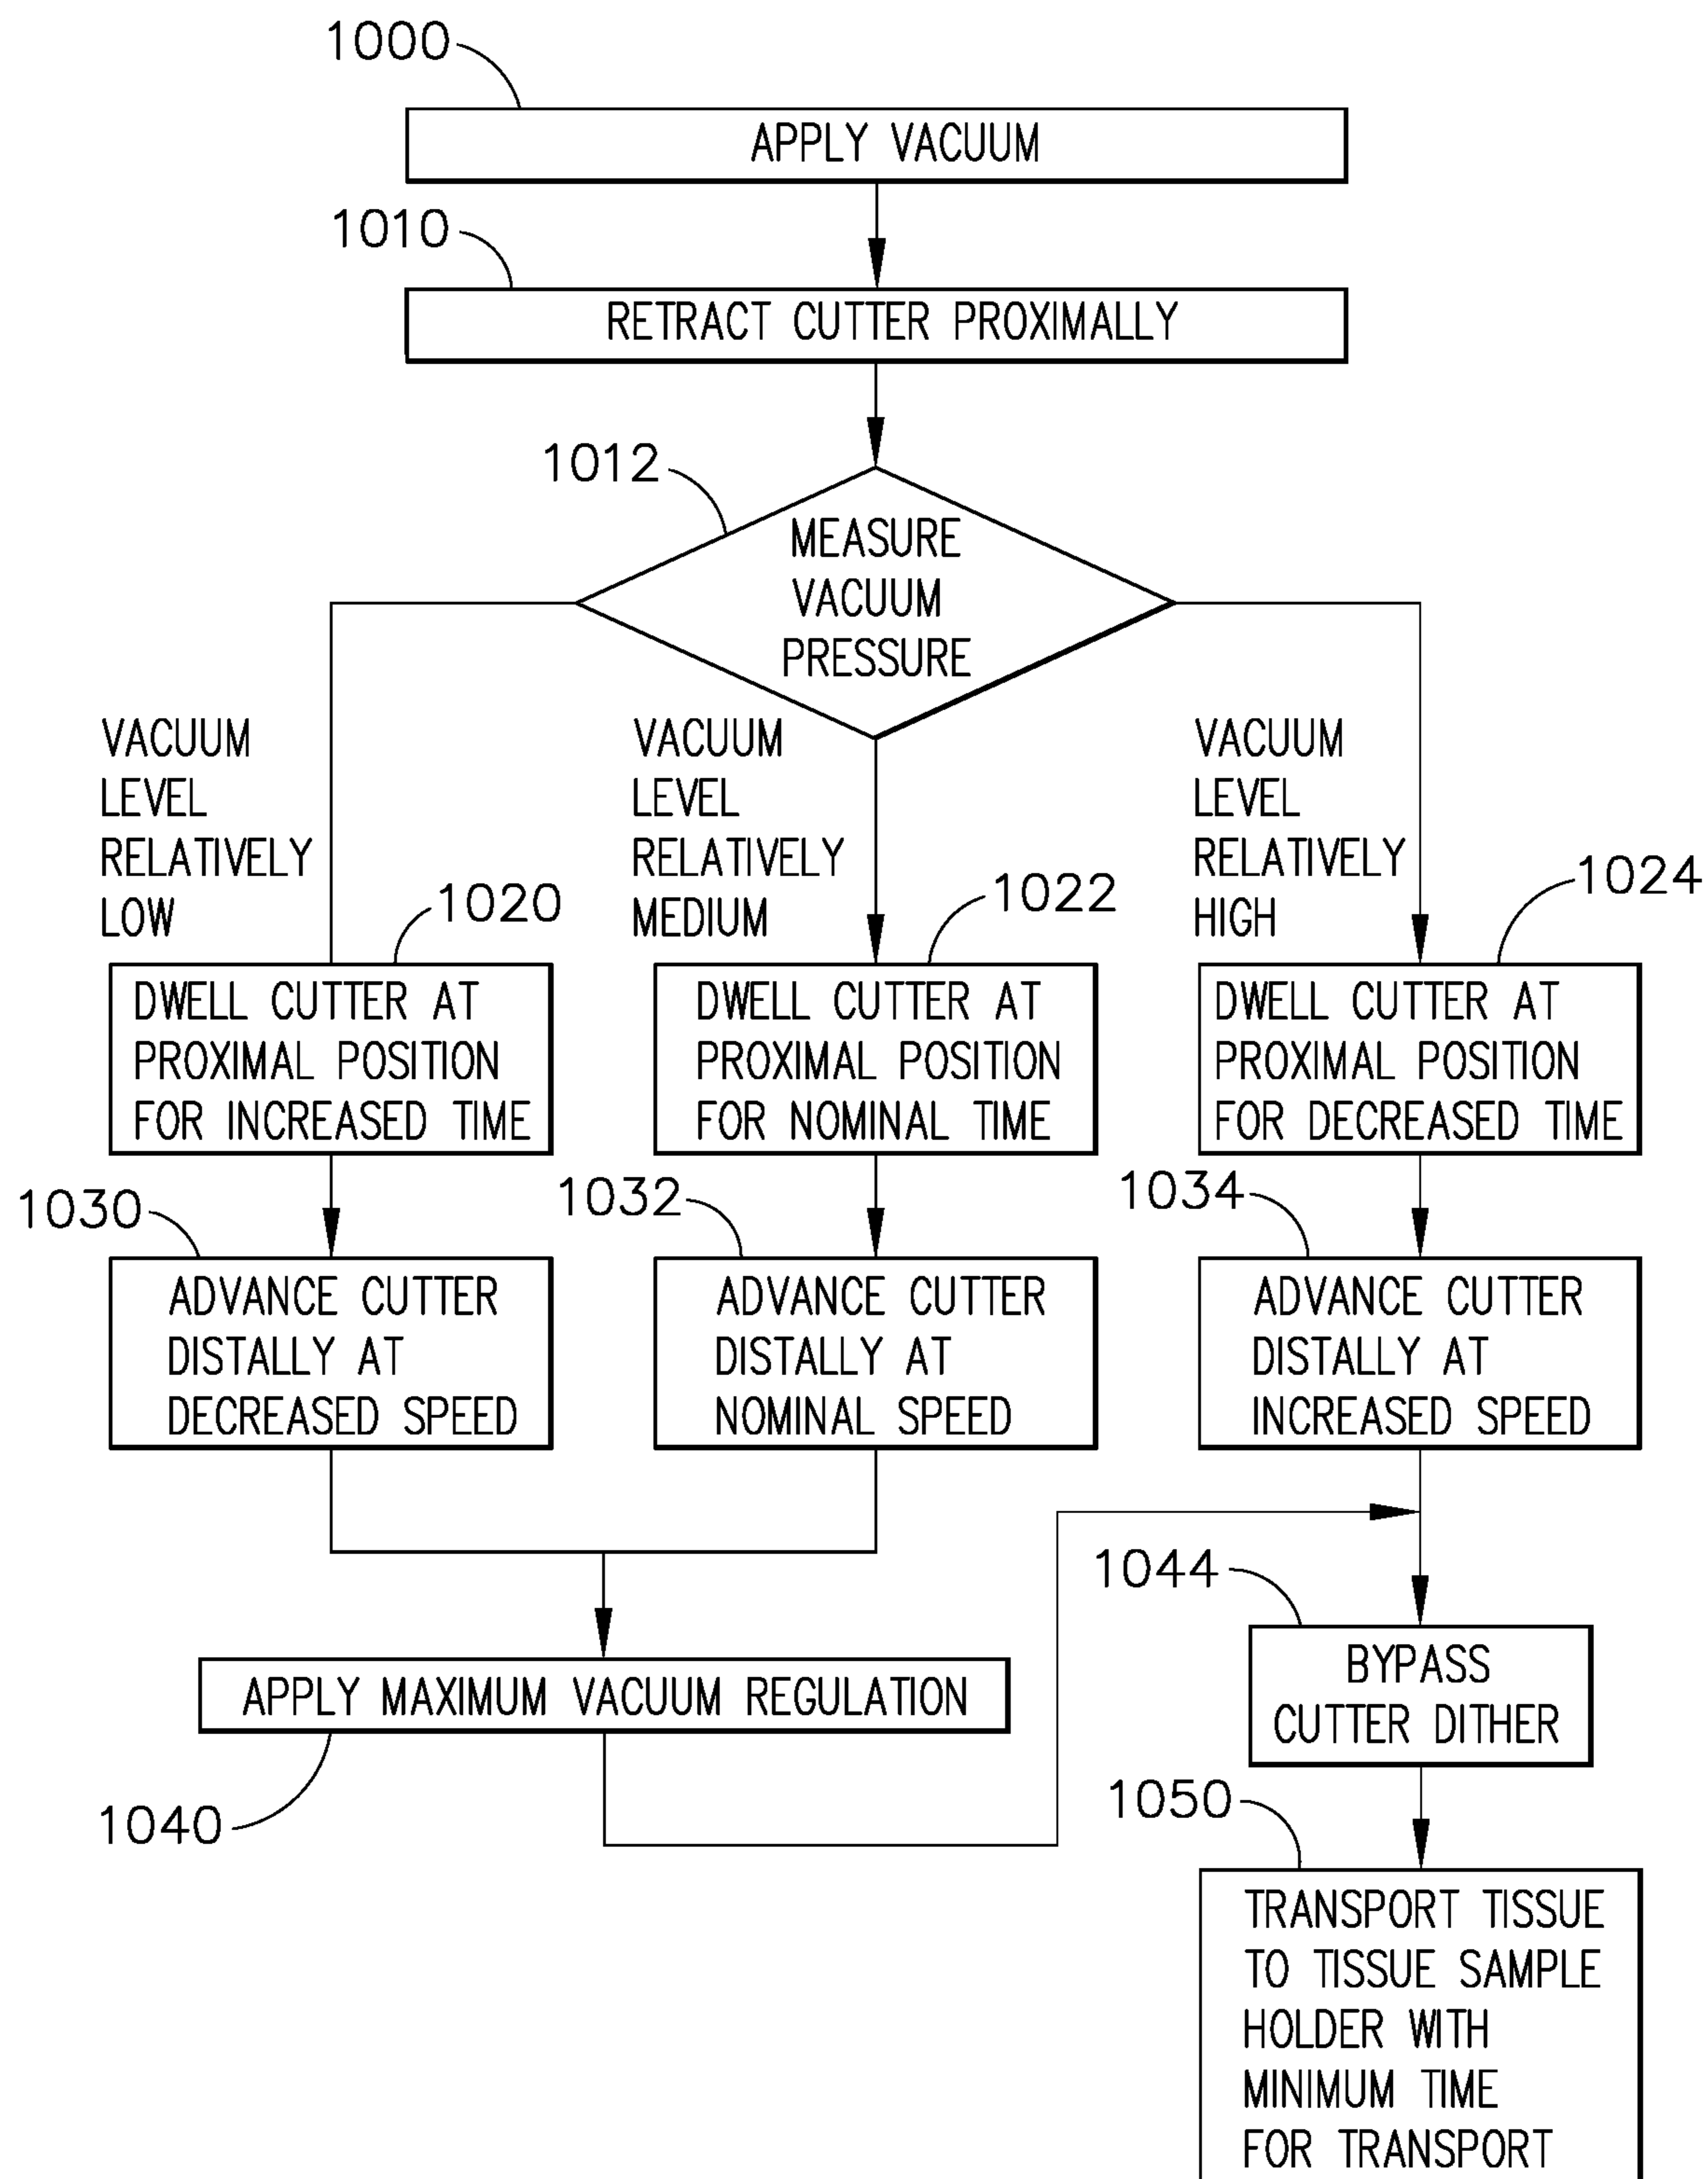 1000
APPLY VACUUM
1010
RETRACT CUTTER PROXIMALLY
1012
MEASURE
VACUUM
PRESSURE
VACUUM
LEVEL
RELATIVELY
LOW
VACUUM
LEVEL
RELATIVELY
MEDIUM
VACUUM
LEVEL
RELATIVELY
HIGH
1020
DWELL CUTTER AT
PROXIMAL POSITION
FOR INCREASED TIME
1022
DWELL CUTTER AT
PROXIMAL POSITION
FOR NOMINAL TIME
1024
DWELL CUTTER AT
PROXIMAL POSITION
FOR DECREASED TIME
1030
ADVANCE CUTTER
DISTALLY AT
DECREASED SPEED
1032
ADVANCE CUTTER
DISTALLY AT
NOMINAL SPEED
1034
ADVANCE CUTTER
DISTALLY AT
INCREASED SPEED
APPLY MAXIMUM VACUUM REGULATION
1040
1044
BYPASS
CUTTER DITHER
1050
TRANSPORT TISSUE
TO TISSUE SAMPLE
HOLDER WITH
MINIMUM TIME
FOR TRANSPORT